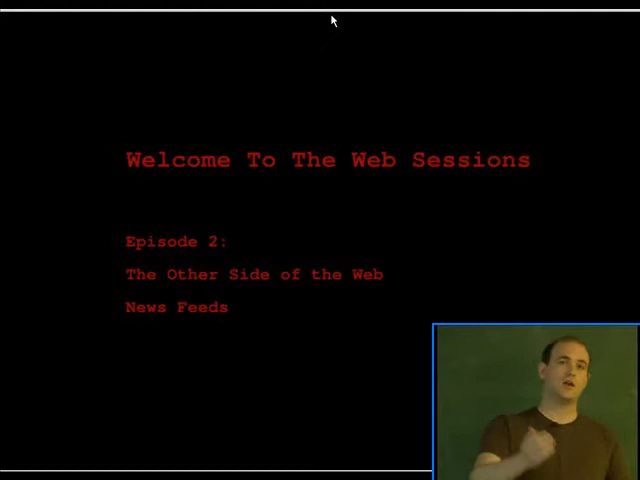 Welcome To The Web Sessions
Episode 2:
The Other Side of the Web
News Feeds